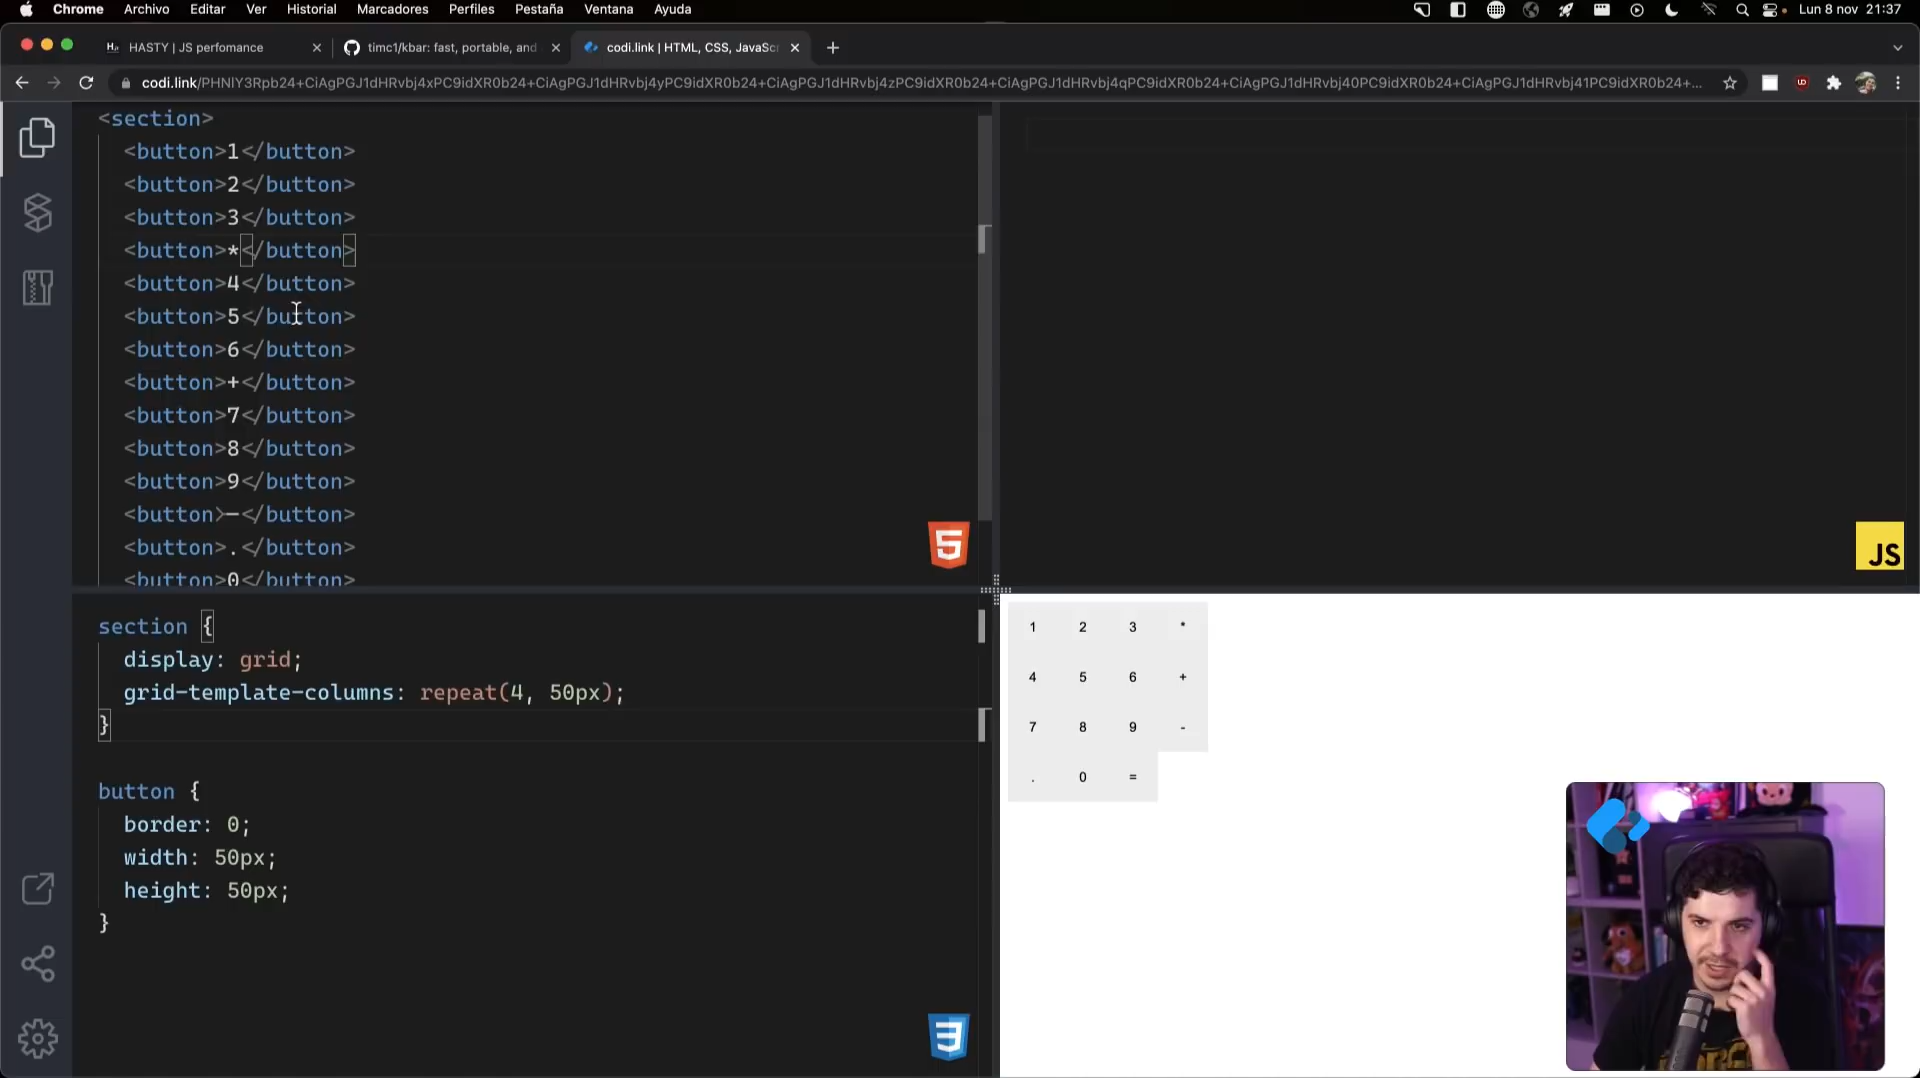 Chrome Archivo Editar Ver Historial Marcadores Perfiles Pestaña Ventana Ayuda Lun 8 nov 21:37
HASTY | JS perfomance
timc1/kbar: fast, portable, and
codi.link | HTML, CSS, JavaSc
codi.link/PHNlY3Rpb24+CiAgPGJ1dHRvbj4xPC9idXR0b24+CiAgPGJ1dHRvbj4yPC9idXR0b24+CiAgPGJ1dHRvbj4zPC9idXR0b24+CiAgPGJ1dHRvbj4qPC9idXR0b24+CiAgPGJ1dHRvbj40PC9idXR0b24+CiAgPGJ1dHRvbj41PC9idXR0b24+...
<section>
<button>1</button>
<button>2</button>
<button>3</button>
<button>*</button>
<button>4</button>
<button>5</button>
<button>6</button>
<button>+</button>
<button>7</button>
<button>8</button>
<button>9</button>
<button>-</button>
<button>.</button>
<button>0</button>
5
JS
section {
display: grid;
grid-template-columns: repeat(4, 50px);
}
button {
border: 0;
width: 50px;
height: 50px;
}
3
1 2 3 *
4 5 6 +
7 8 9 -
. 0 =